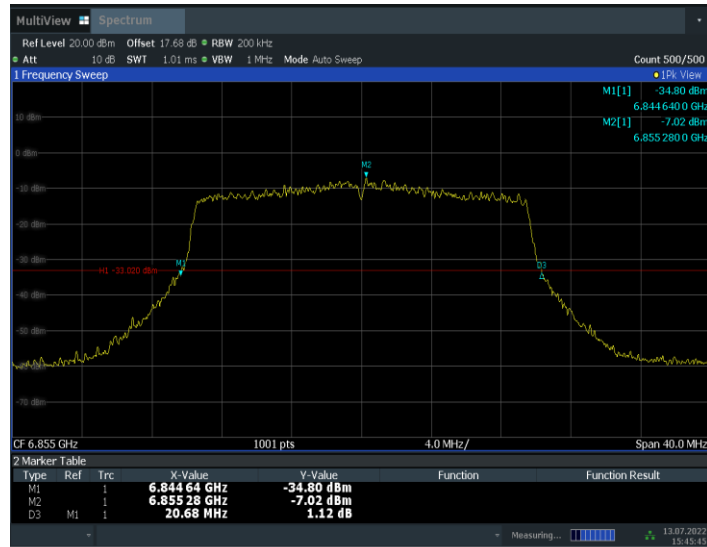 MultiView Spectrum
Ref Level 20.00 dBm Offset 17.68 dB RBW 200 kHz
Att 10 dB SWT 1.01 ms VBW 1 MHz Mode Auto Sweep Count 500/500
1 Frequency Sweep 1Pk View
M1[1] -34.80 dBm
6.8446400 GHz
M2[1] -7.02 dBm
6.8552800 GHz
10 dBm
0 dBm
M2
-10 dBm
-20 dBm
-30 dBm
M1
D3
H1 -33.020 dBm
-40 dBm
-50 dBm
-70 dBm
CF 6.855 GHz 1001 pts 4.0 MHz/ Span 40.0 MHz
2 Marker Table
Type Ref Trc X-Value Y-Value Function Function Result
M1 1 6.844 64 GHz -34.80 dBm
M2 1 6.855 28 GHz -7.02 dBm
D3 M1 1 20.68 MHz 1.12 dB
Measuring... 13.07.2022
15:45:45